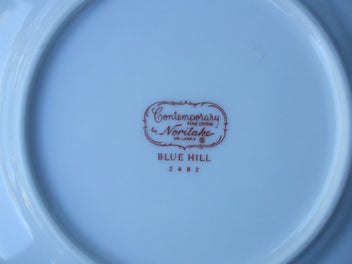 Contemporary
FINE CHINA
by Noritake
SRI LANKA
BLUE HILL
2482